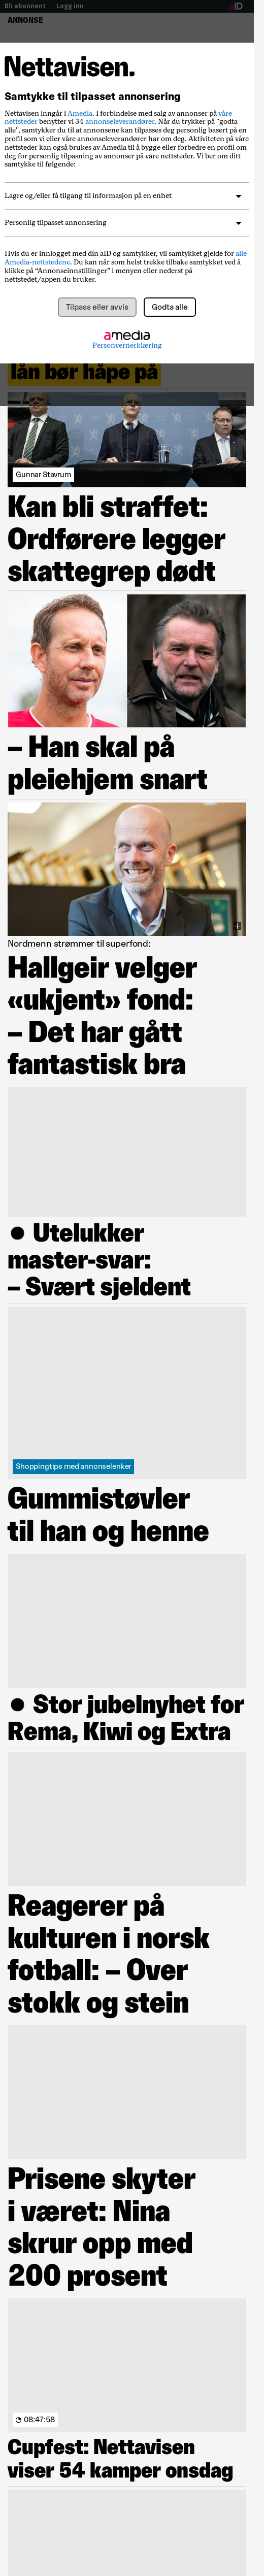 Bli abonnent | Logg inn
aID
ANNONSE
Nettavisen.
Samtykke til tilpasset annonsering
Nettavisen inngår i Amedia. I forbindelse med salg av annonser på våre
nettsteder benytter vi 34 annonseleverandører. Når du trykker på "godta
alle", samtykker du til at annonsene kan tilpasses deg personlig basert på en
profil som vi eller våre annonseleverandører har om deg. Aktiviteten på våre
nettsteder kan også brukes av Amedia til å bygge eller forbedre en profil om
deg for personlig tilpasning av annonser på våre nettsteder. Vi ber om ditt
samtykke til følgende:
Lagre og/eller få tilgang til informasjon på en enhet
Personlig tilpasset annonsering
Hvis du er innlogget med din aID og samtykker, vil samtykket gjelde for alle
Amedia-nettstedene. Du kan når som helst trekke tilbake samtykket ved å
klikke på “Annonseinnstillinger” i menyen eller nederst på
nettstedet/appen du bruker.
Tilpass eller avvis
Godta alle
amedia
Personvernerklæring
lån bør håpe på
Gunnar Stavrum
Kan bli straffet:
Ordførere legger
skattegrep dødt
– Han skal på
pleiehjem snart
Nordmenn strømmer til superfond:
Hallgeir velger
«ukjent» fond:
– Det har gått
fantastisk bra
● Utelukker
master-svar:
– Svært sjeldent
Shoppingtips med annonselenker
Gummistøvler
til han og henne
● Stor jubelnyhet for
Rema, Kiwi og Extra
Reagerer på
kulturen i norsk
fotball: – Over
stokk og stein
Prisene skyter
i været: Nina
skrur opp med
200 prosent
08:47:58
Cupfest: Nettavisen
viser 54 kamper onsdag